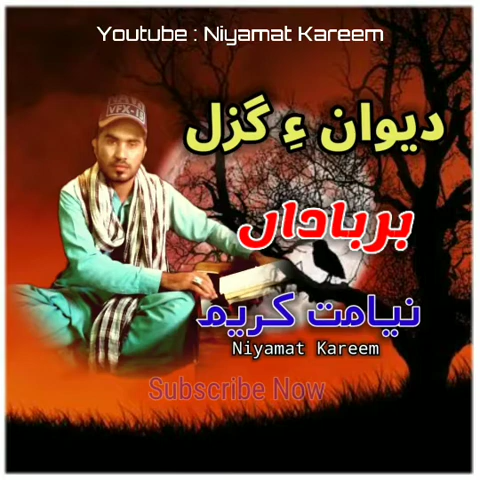 Youtube : Niyamat Kareem
دیوان ءِ گزل
برباداں
نیامت کریم
Niyamat Kareem
Subscribe Now